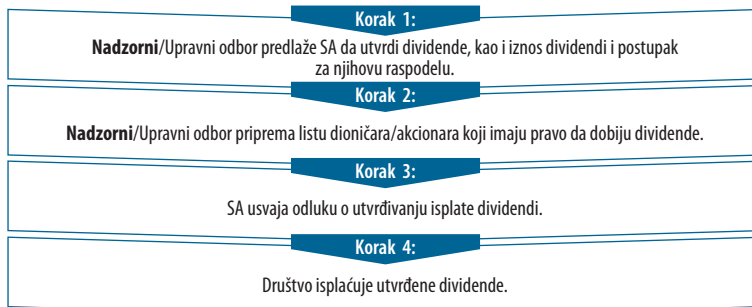 Korak 1:
Nadzorni/Upravni odbor predlaže SA da utvrdi dividende, kao i iznos dividendi i postupak
za njihovu raspodelu.
Korak 2:
Nadzorni/Upravni odbor priprema listu dioničara/akcionara koji imaju pravo da dobiju dividende.
Korak 3:
SA usvaja odluku o utvrđivanju isplate dividendi.
Korak 4:
Društvo isplaćuje utvrđene dividende.